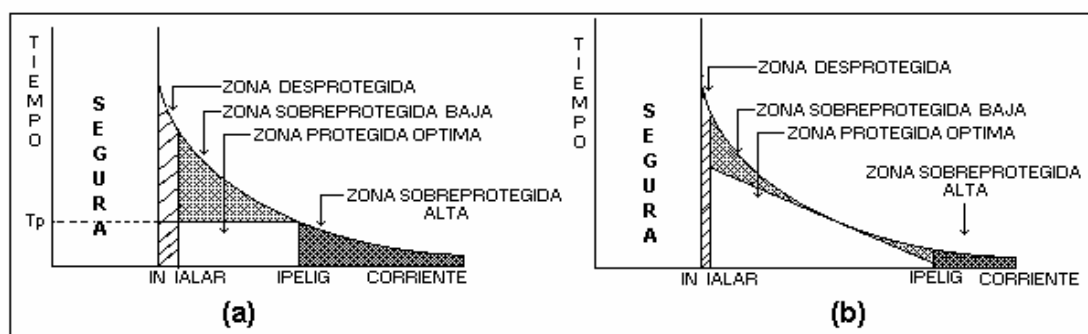 TIEMPO
SEGURA
ZONA DESPROTEGIDA
ZONA SOBREPROTEGIDA BAJA
ZONA PROTEGIDA OPTIMA
ZONA SOBREPROTEGIDA
ALTA
Tp
IN IALAR IPELIG CORRIENTE
(a)
TIEMPO
SEGURA
ZONA DESPROTEGIDA
ZONA SOBREPROTEGIDA BAJA
ZONA PROTEGIDA OPTIMA
ZONA SOBREPROTEGIDA
ALTA
IN IALAR IPELIG CORRIENTE
(b)